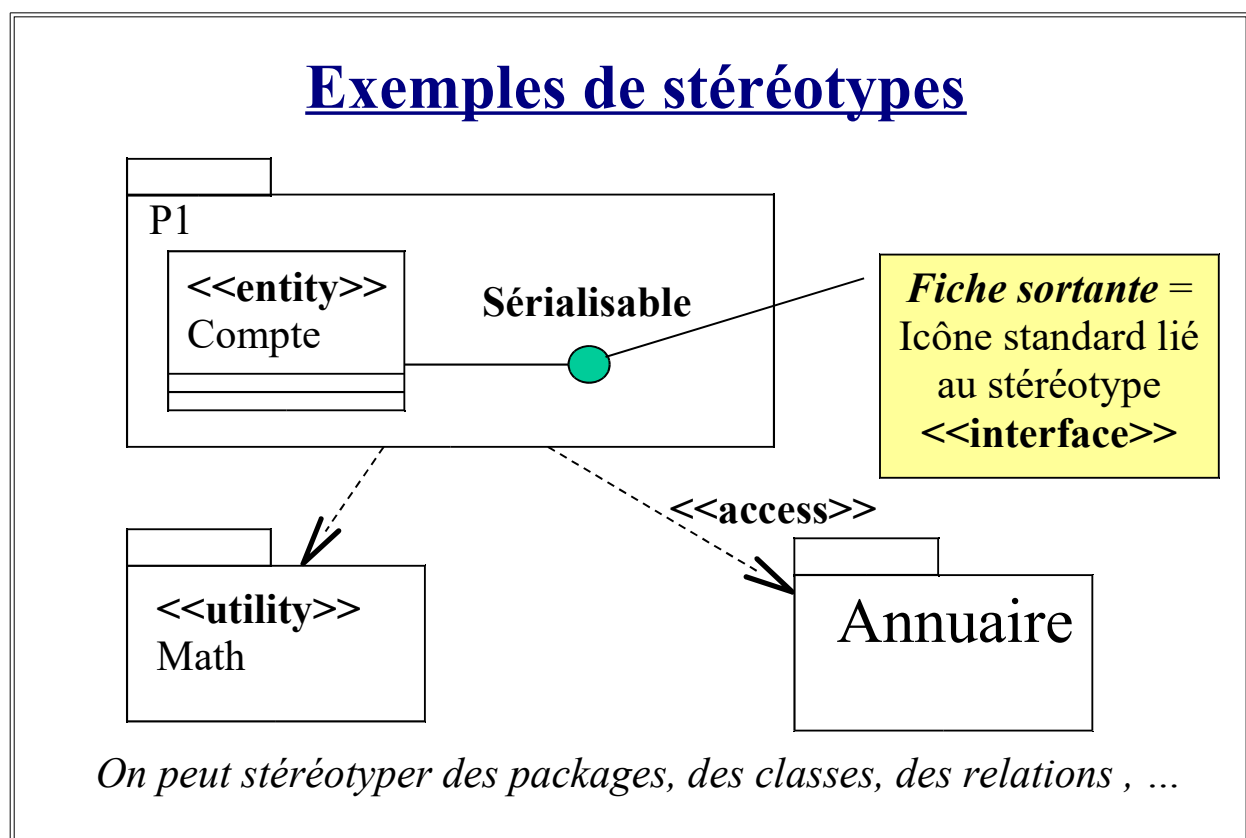 Exemples de stéréotypes
P1
<<entity>>
Compte
Sérialisable
Fiche sortante =
Icône standard lié
au stéréotype
<<interface>>
<<access>>
<<utility>>
Math
Annuaire
On peut stéréotyper des packages, des classes, des relations , ...